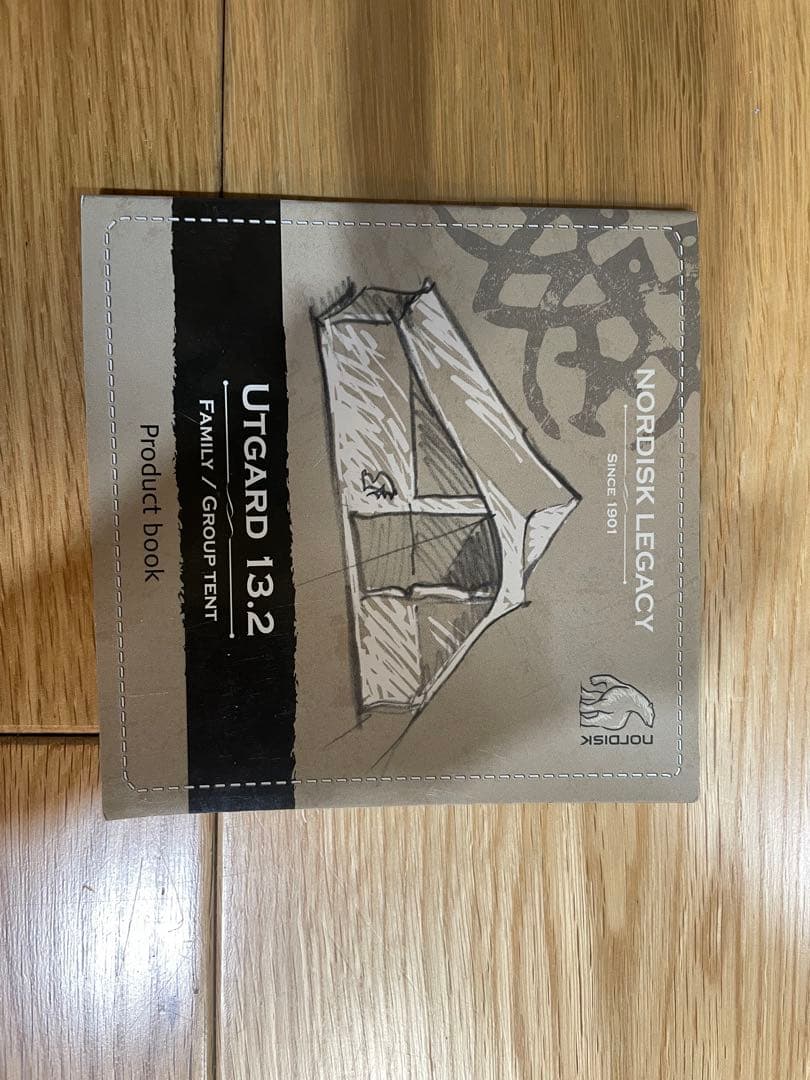 NORDISK LEGACY
SINCE 1901
NORDISK
UTGARD 13.2
FAMILY / GROUP TENT
Product book